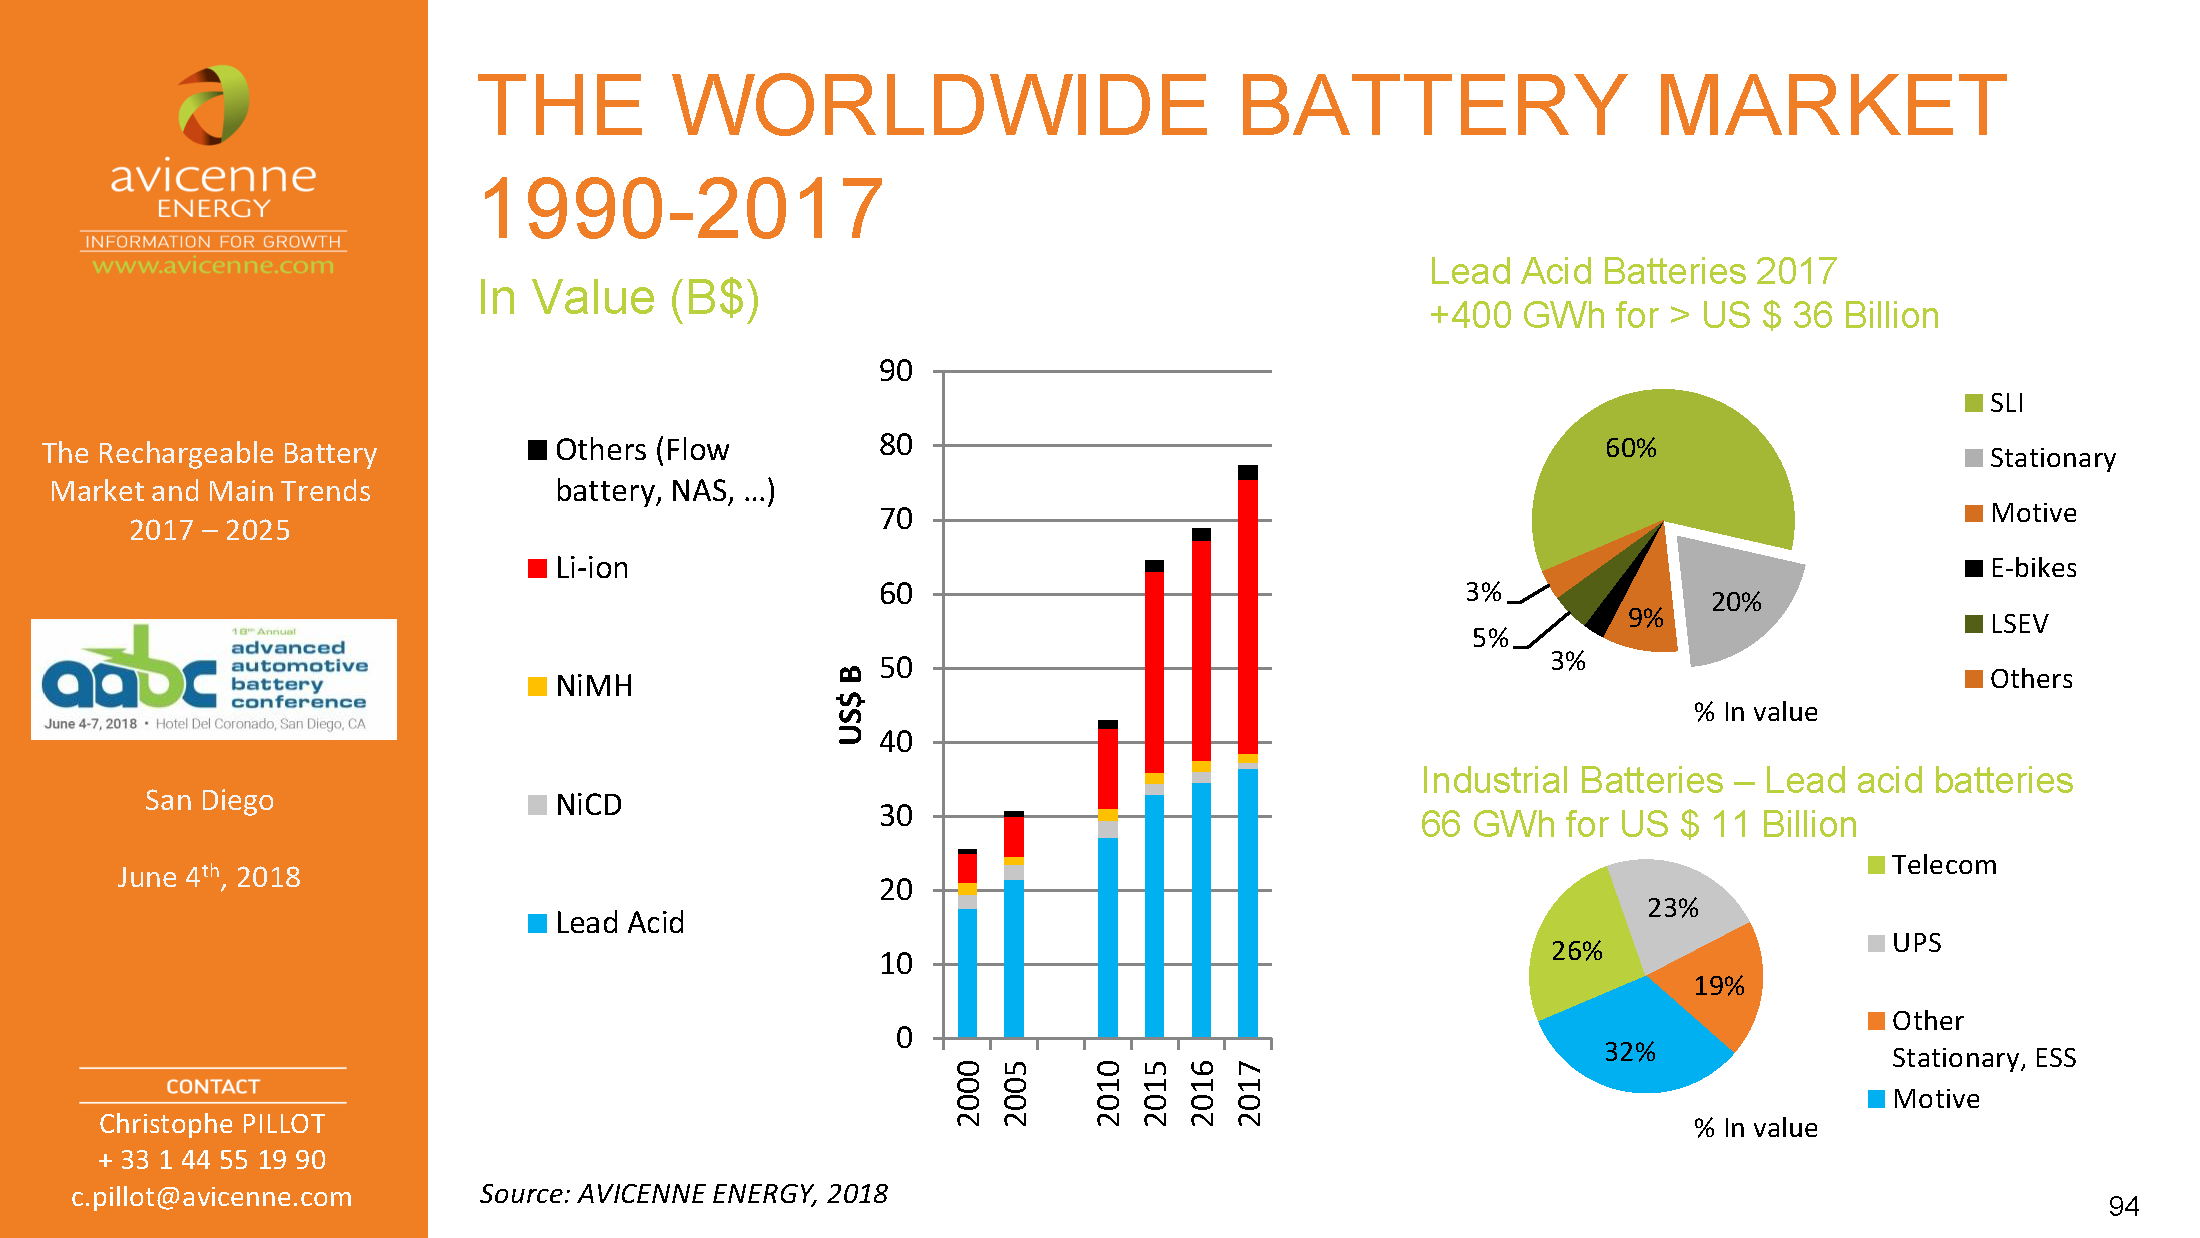 avicenne
ENERGY
INFORMATION FOR GROWTH
www.avicenne.com
The Rechargeable Battery
Market and Main Trends
2017 – 2025
18th Annual
aabc
advanced
automotive
battery
conference
June 4-7, 2018 • Hotel Del Coronado, San Diego, CA
San Diego
June 4th, 2018
CONTACT
Christophe PILLOT
+ 33 1 44 55 19 90
c.pillot@avicenne.com
THE WORLDWIDE BATTERY MARKET
1990-2017
In Value (B$)
Others (Flow
battery, NAS, ...)
Li-ion
NiMH
NiCD
Lead Acid
US$ B
90
80
70
60
50
40
30
20
10
0
2000
2005
2010
2015
2016
2017
Lead Acid Batteries 2017
+400 GWh for > US $ 36 Billion
60%
20%
9%
3%
5%
3%
SLI
Stationary
Motive
E-bikes
LSEV
Others
% In value
Industrial Batteries – Lead acid batteries
66 GWh for US $ 11 Billion
23%
26%
19%
32%
Telecom
UPS
Other
Stationary, ESS
Motive
% In value
Source: AVICENNE ENERGY, 2018
94